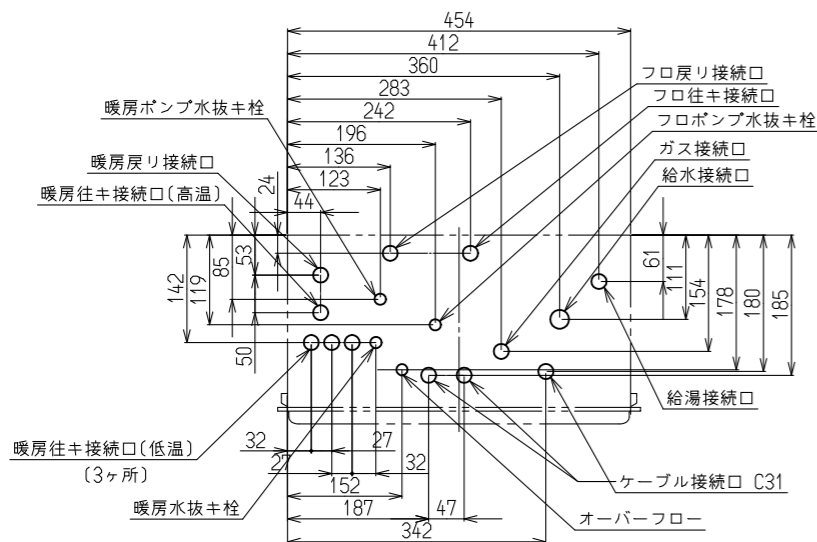 454
412
360
283
242
196
136
123
44
24
フロ戻リ接続口
フロ往キ接続口
フロポンプ水抜キ栓
ガス接続口
給水接続口
暖房ポンプ水抜キ栓
暖房戻リ接続口
暖房往キ接続口(高温)
142
119
85
53
50
61
111
154
178
180
185
給湯接続口
暖房往キ接続口(低温)
(3ヶ所)
暖房水抜キ栓
32
27
27
32
152
187
47
342
ケーブル接続口 C31
オーバーフロー